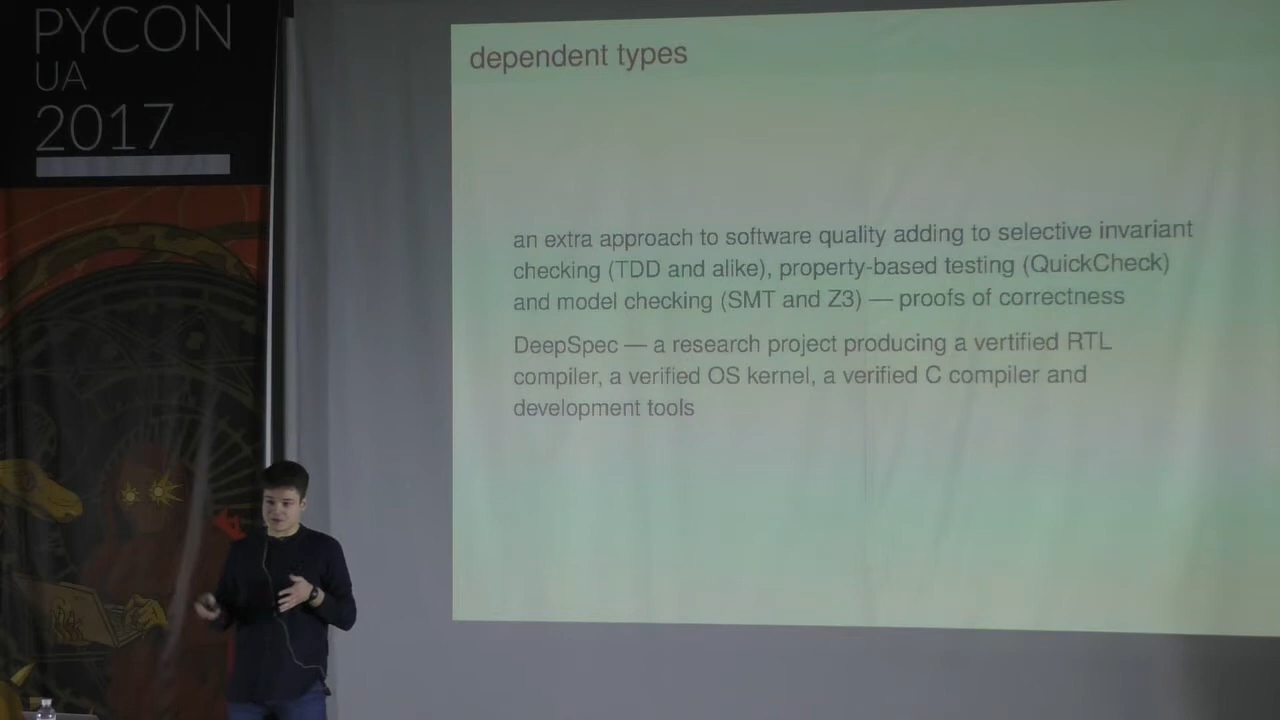 PYCON
UA
2017
dependent types
an extra approach to software quality adding to selective invariant
checking (TDD and alike), property-based testing (QuickCheck)
and model checking (SMT and Z3) — proofs of correctness
DeepSpec — a research project producing a vertified RTL
compiler, a verified OS kernel, a verified C compiler and
development tools